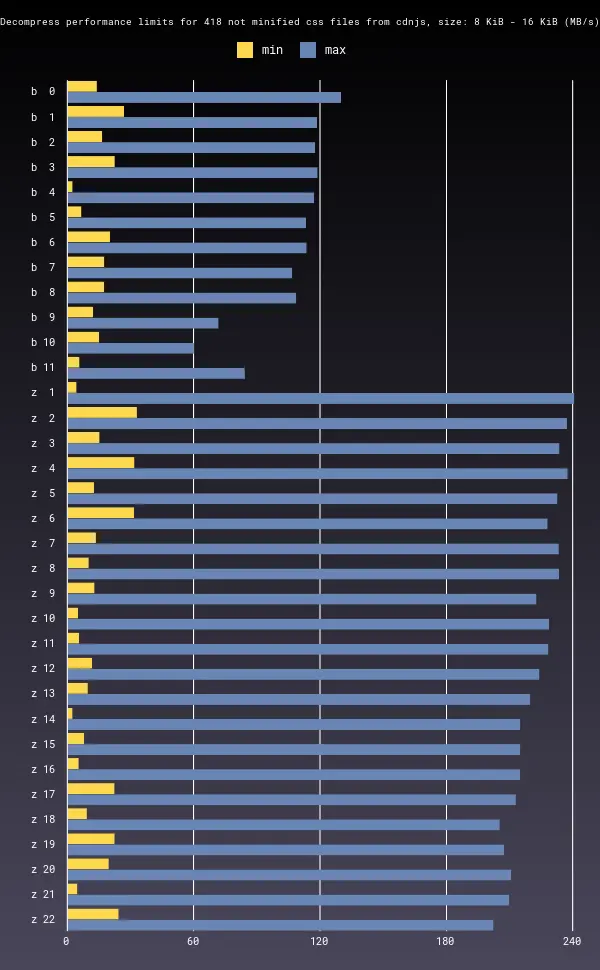 Decompress performance limits for 418 not minified css files from cdnjs, size: 8 KiB - 16 KiB (MB/s)
min max
b 0
b 1
b 2
b 3
b 4
b 5
b 6
b 7
b 8
b 9
b 10
b 11
z 1
z 2
z 3
z 4
z 5
z 6
z 7
z 8
z 9
z 10
z 11
z 12
z 13
z 14
z 15
z 16
z 17
z 18
z 19
z 20
z 21
z 22
0 60 120 180 240